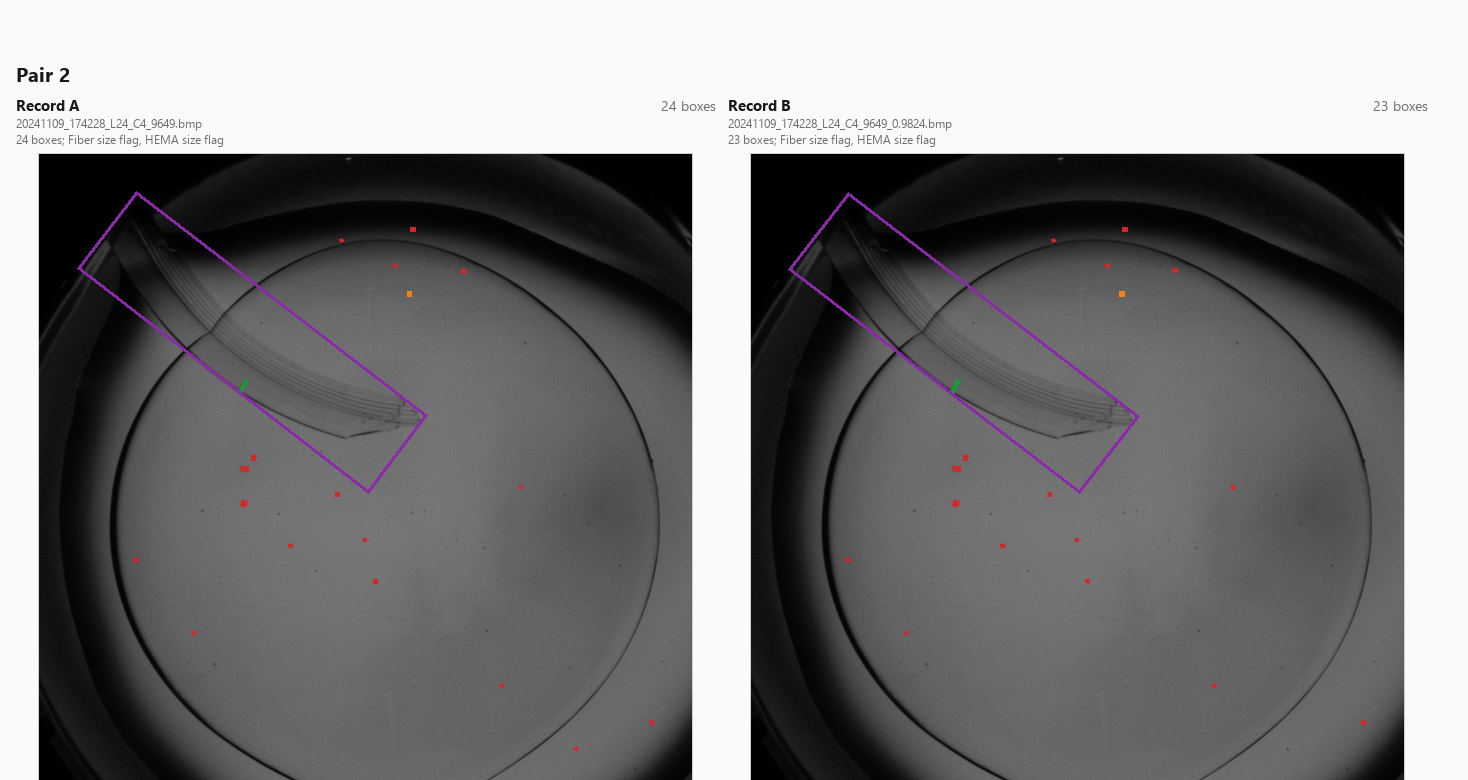 Pair 2
Record A
24 boxes
20241109_174228_L24_C4_9649.bmp
24 boxes; Fiber size flag, HEMA size flag
Record B
23 boxes
20241109_174228_L24_C4_9649_0.9824.bmp
23 boxes; Fiber size flag, HEMA size flag